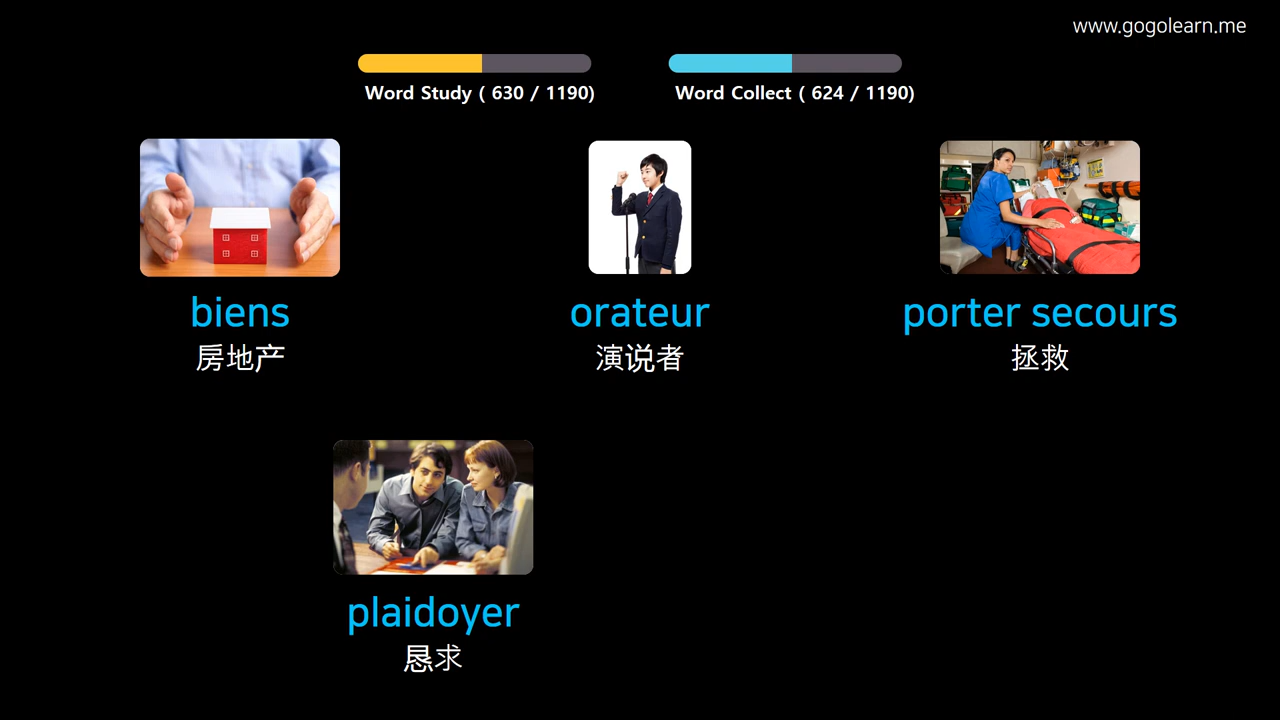 www.gogolearn.me
Word Study ( 630 / 1190)
Word Collect ( 624 / 1190)
biens
房地产
orateur
演说者
porter secours
拯救
plaidoyer
恳求